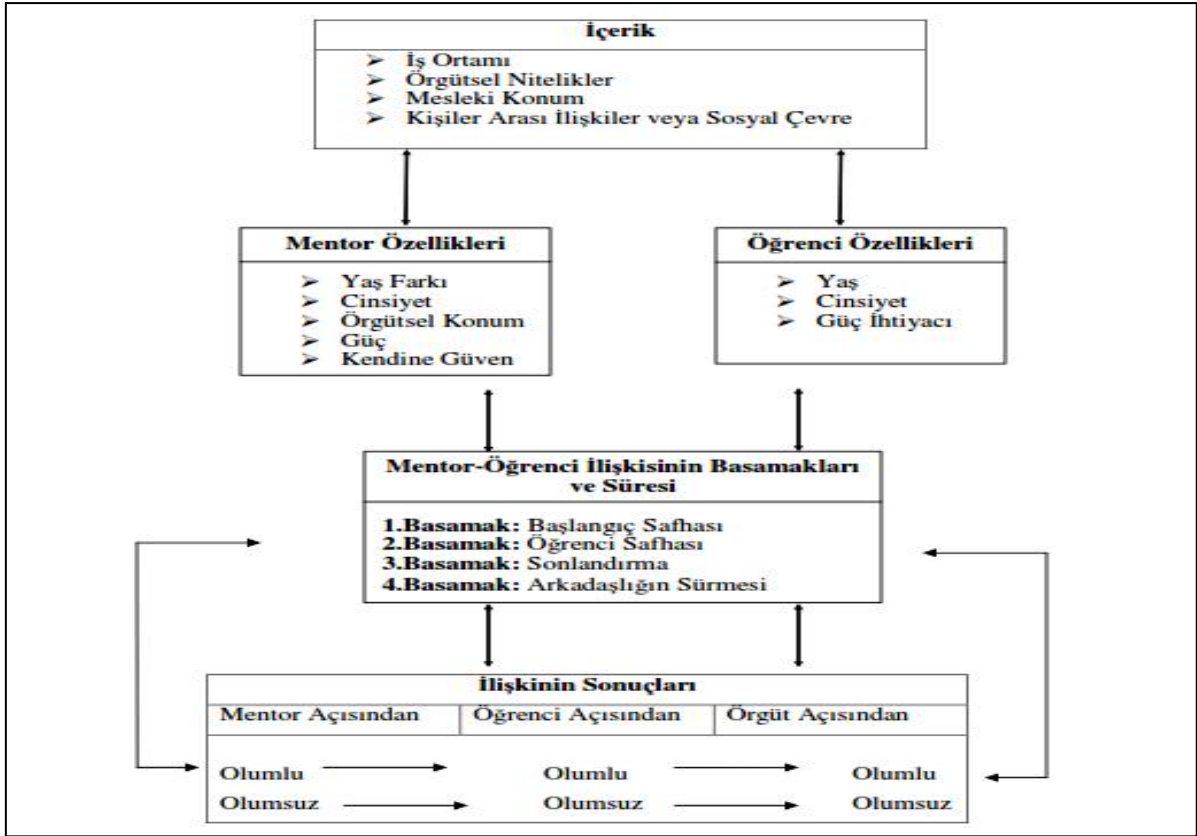 İçerik
➢ İş Ortamı
➢ Örgütsel Nitelikler
➢ Mesleki Konum
➢ Kişiler Arası İlişkiler veya Sosyal Çevre
Mentor Özellikleri
➢ Yaş Farkı
➢ Cinsiyet
➢ Örgütsel Konum
➢ Güç
➢ Kendine Güven
Öğrenci Özellikleri
➢ Yaş
➢ Cinsiyet
➢ Güç İhtiyacı
Mentor-Öğrenci İlişkisinin Basamakları
ve Süresi
1.Basamak: Başlangıç Safhası
2.Basamak: Öğrenci Safhası
3.Basamak: Sonlandırma
4.Basamak: Arkadaşlığın Sürmesi
İlişkinin Sonuçları
Mentor Açısından Öğrenci Açısından Örgüt Açısından
Olumlu Olumlu Olumlu
Olumsuz Olumsuz Olumsuz